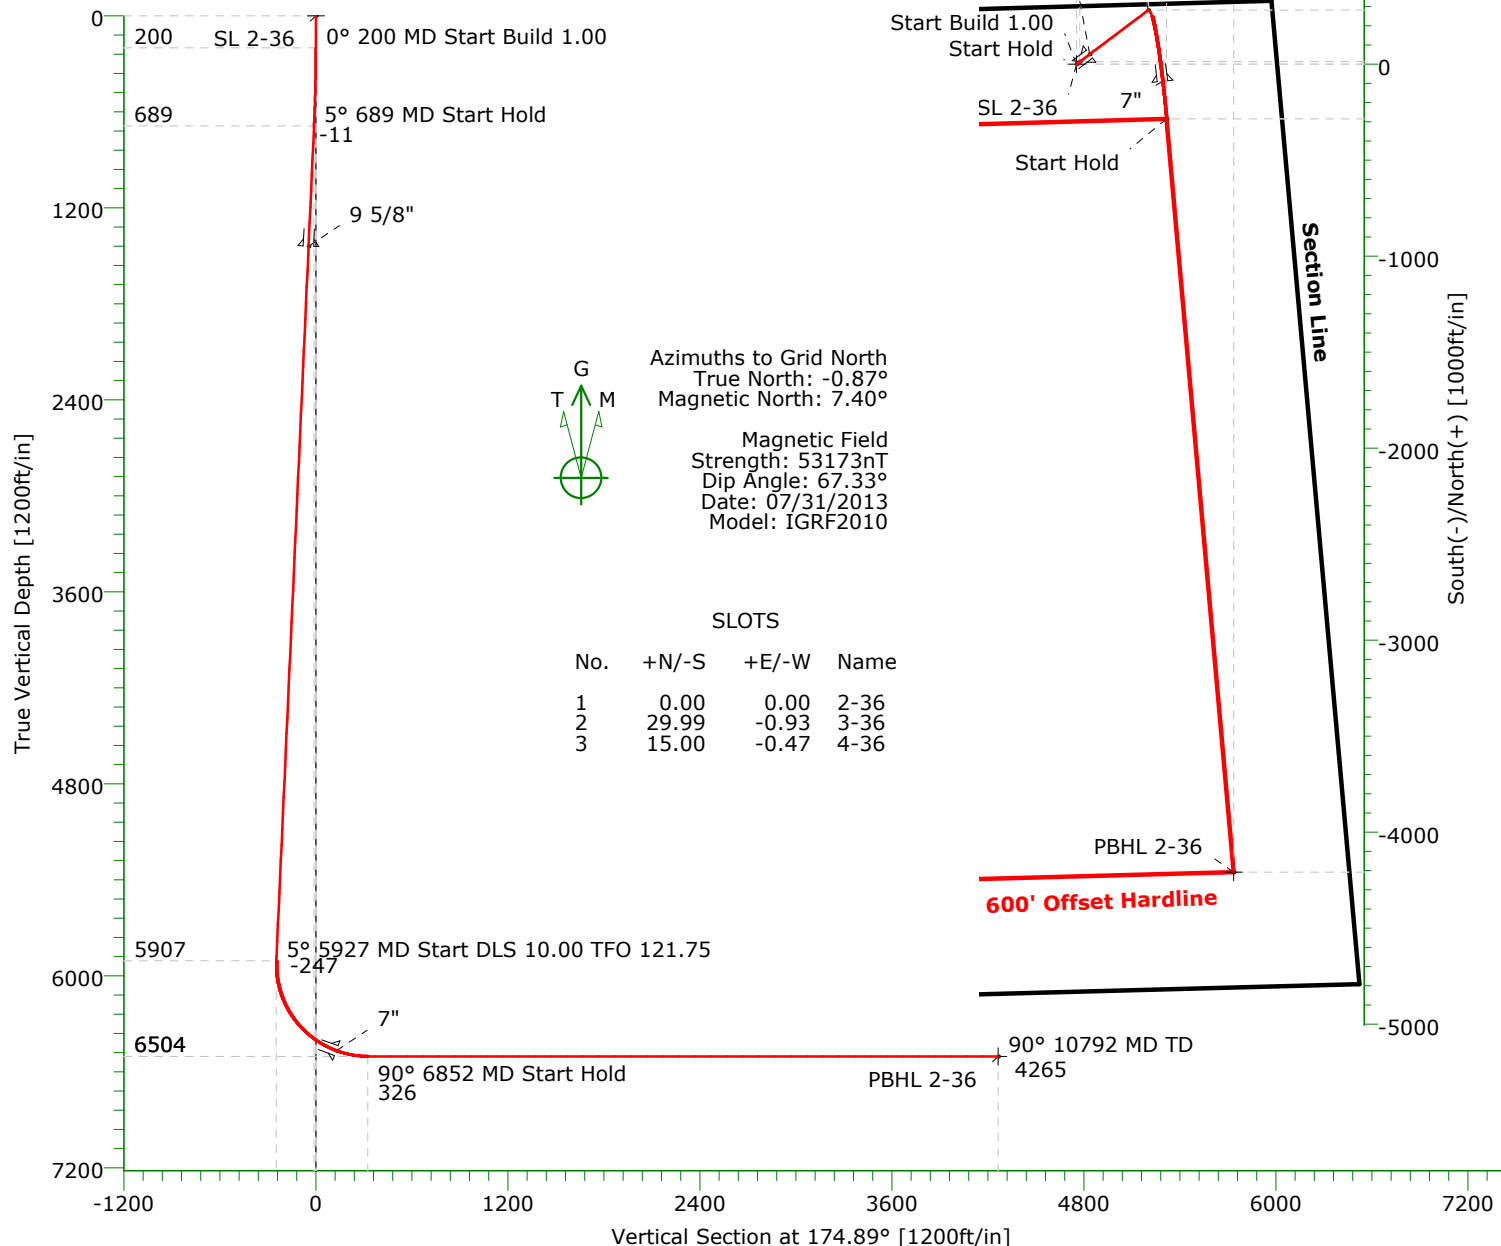 0
200
SL 2-36
0° 200 MD Start Build 1.00
689
5° 689 MD Start Hold
-11
1200
9 5/8"
2400
3600
4800
5907
5° 5927 MD Start DLS 10.00 TFO 121.75
-247
6000
7"
6504
90° 6852 MD Start Hold
326
PBHL 2-36
90° 10792 MD TD
4265
7200
True Vertical Depth [1200ft/in]
-1200
0
1200
2400
3600
4800
6000
7200
Vertical Section at 174.89° [1200ft/in]
G
T
M
Azimuths to Grid North
True North: -0.87°
Magnetic North: 7.40°
Magnetic Field
Strength: 53173nT
Dip Angle: 67.33°
Date: 07/31/2013
Model: IGRF2010
SLOTS
No. +N/-S +E/-W Name
1 0.00 0.00 2-36
2 29.99 -0.93 3-36
3 15.00 -0.47 4-36
Start Build 1.00
Start Hold
SL 2-36
7"
Start Hold
Section Line
PBHL 2-36
600' Offset Hardline
0
-1000
-2000
-3000
-4000
-5000
South(-)/North(+) [1000ft/in]